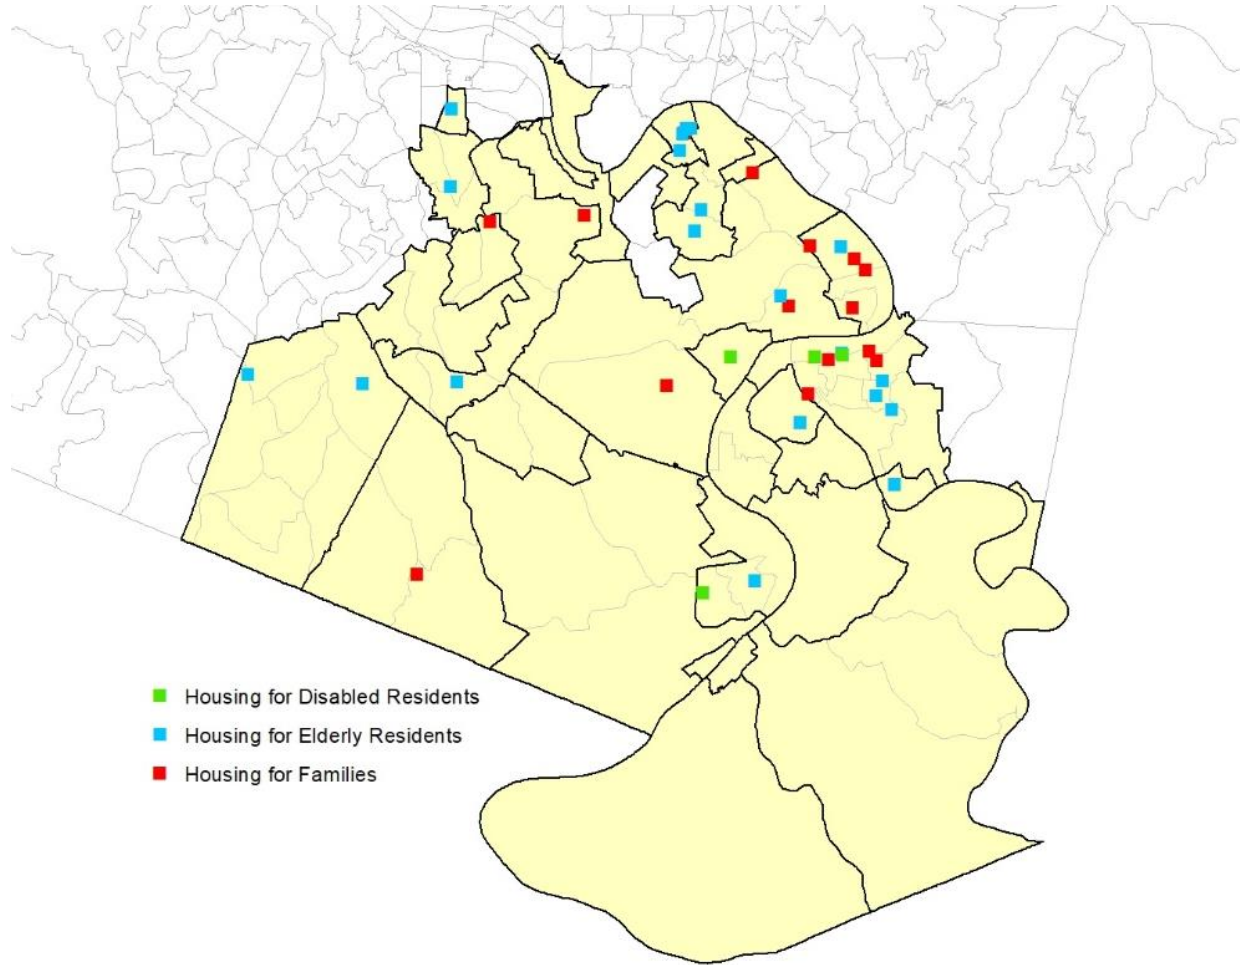 Housing for Disabled Residents
Housing for Elderly Residents
Housing for Families